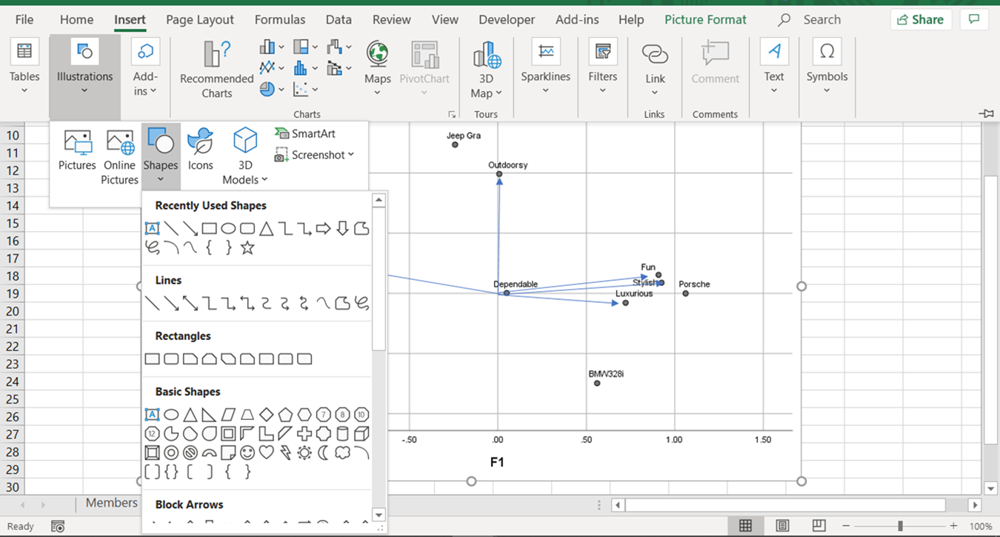 File Home Insert Page Layout Formulas Data Review View Developer Add-ins Help Picture Format Search Share
Tables
Illustrations
Add-
ins
Recommended
Charts
Maps
PivotChart
3D
Map
Sparklines
Filters
Link
Comment
Text
Symbols
Charts Tours Links Comments
Pictures
Online
Pictures
Shapes
Icons
3D
Models
SmartArt
Screenshot
Recently Used Shapes
A
Lines
Rectangles
Basic Shapes
A 7 8 10
12
Block Arrows
10
11
12
13
14
15
16
17
18
19
20
21
22
23
24
25
26
27
28
29
30
Jeep Gra
Outdoorsy
Fun
Dependable
Stylish
Porsche
Luxurious
BMW328i
-.50 .00 .50 1.00 1.50
F1
Members
Ready 100%